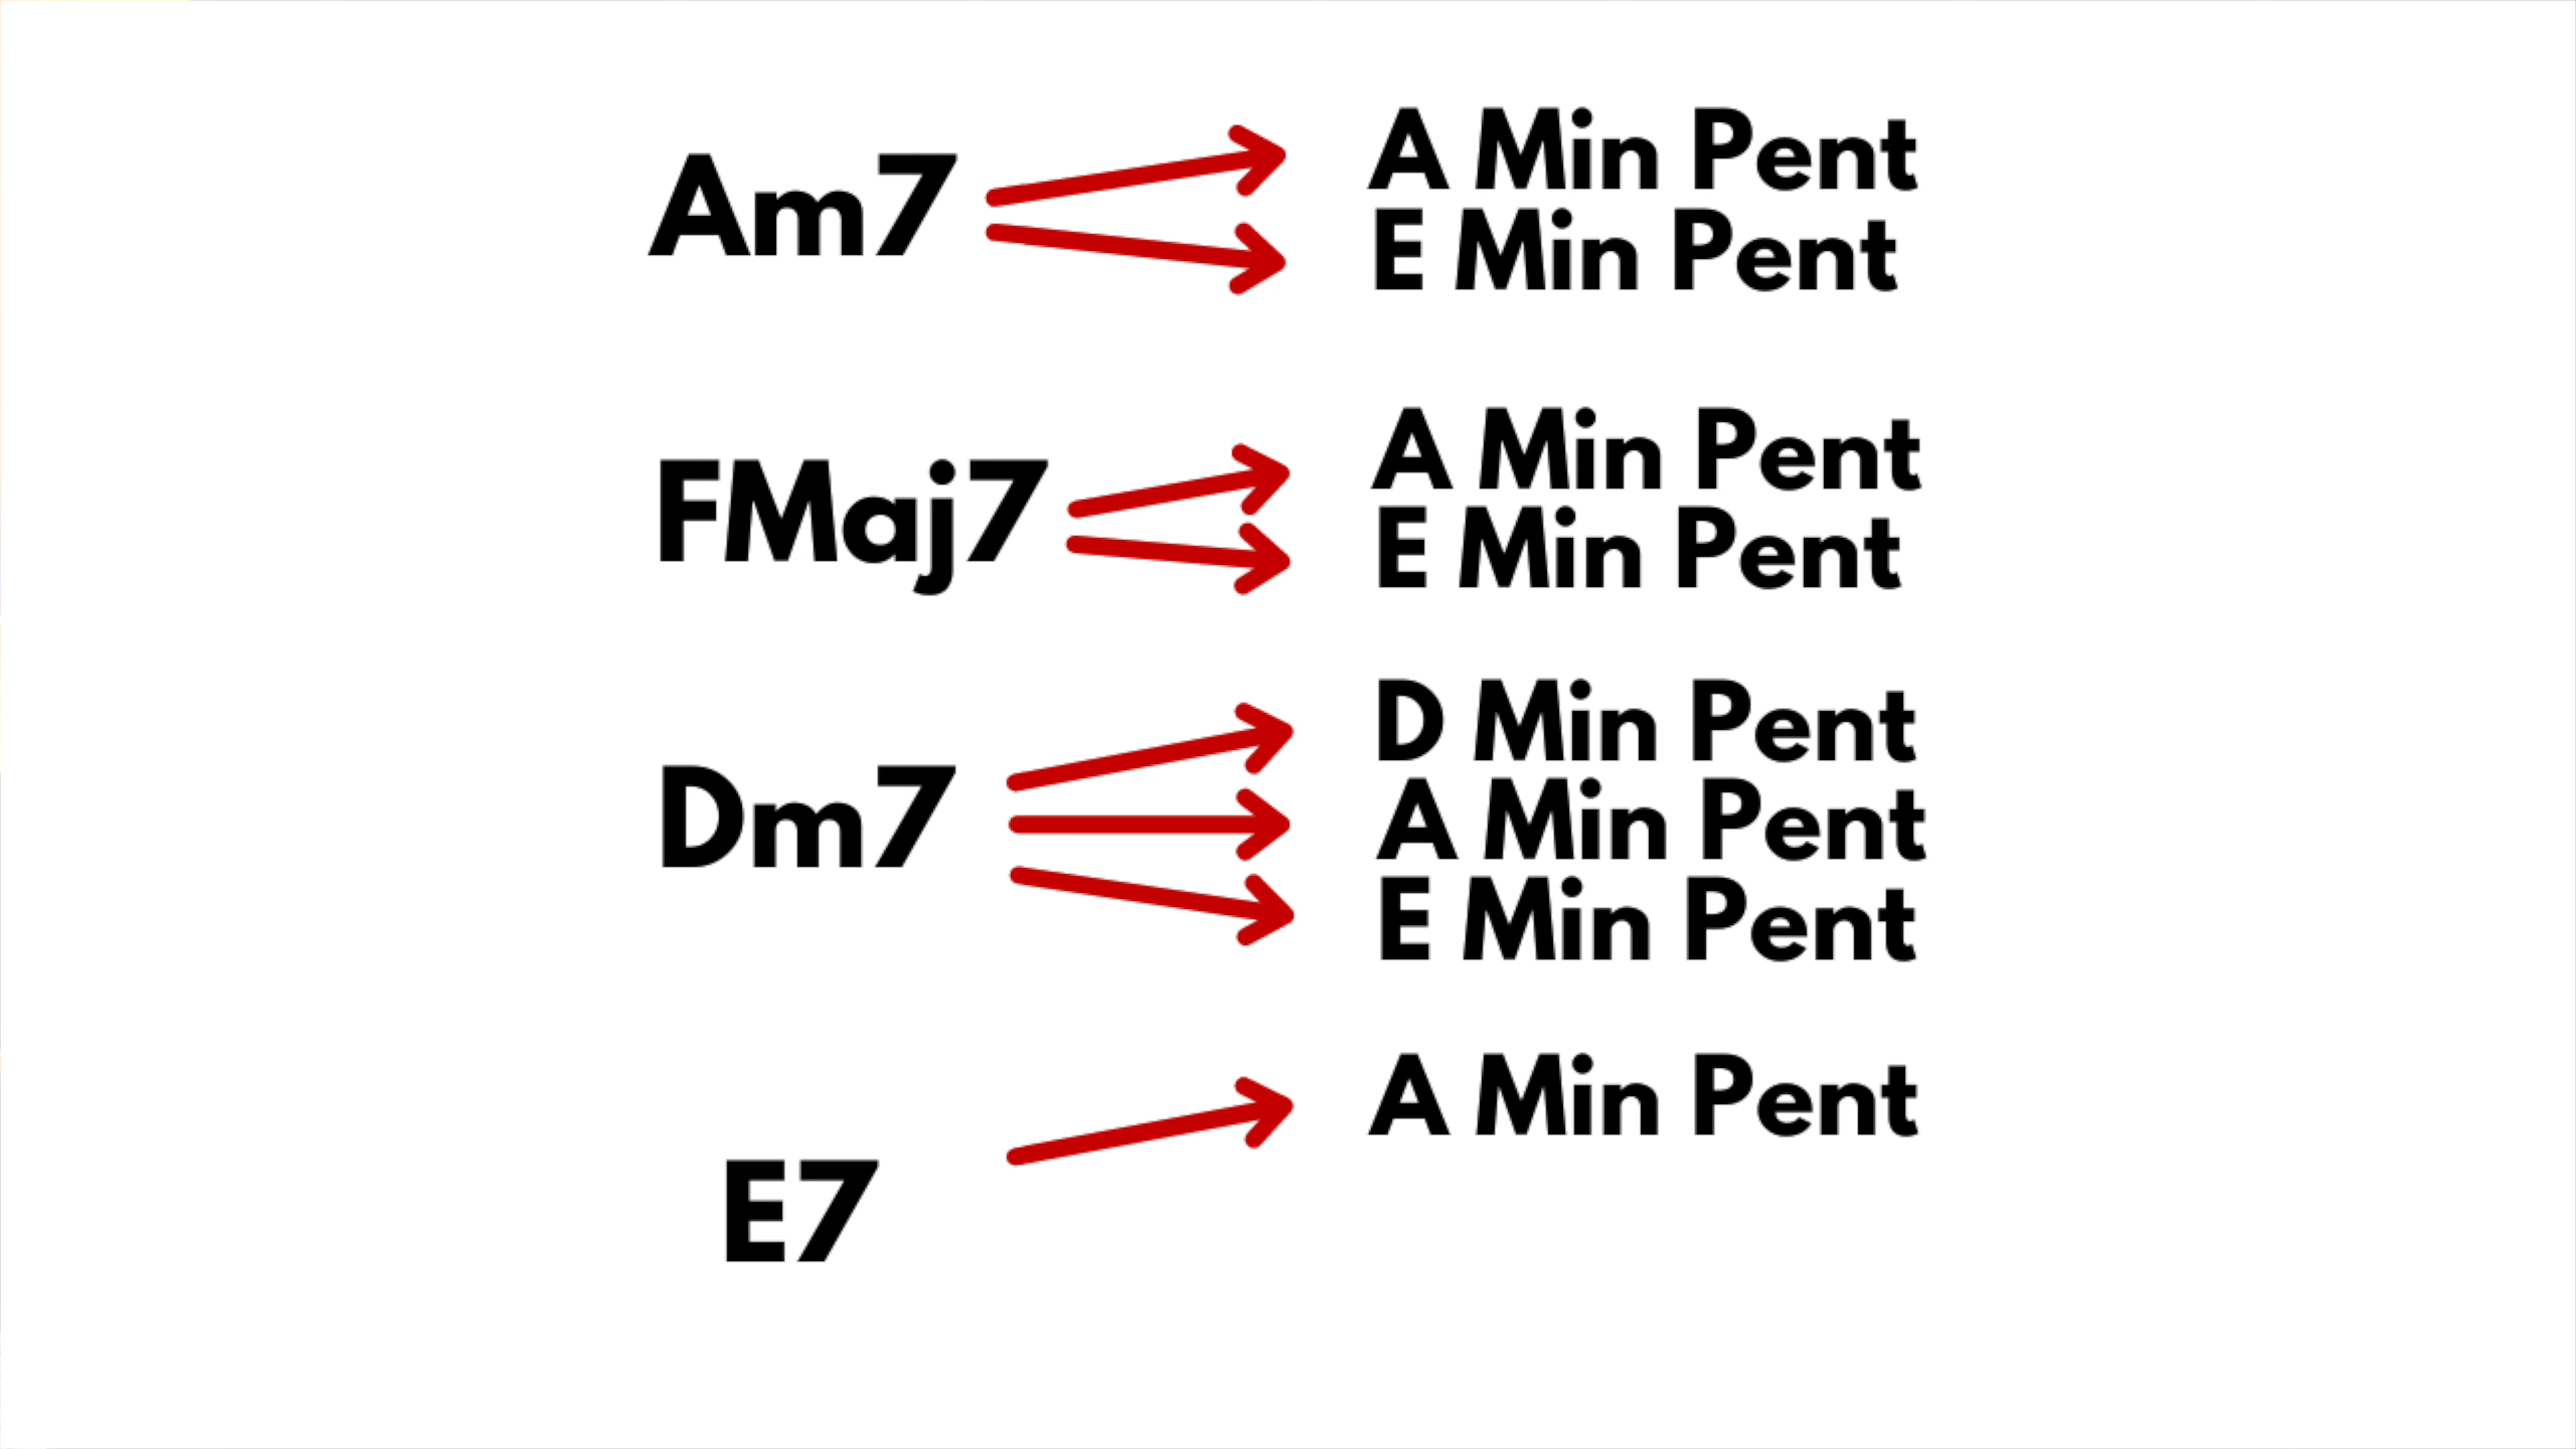 Am7
A Min Pent
E Min Pent
FMaj7
A Min Pent
E Min Pent
Dm7
D Min Pent
A Min Pent
E Min Pent
E7
A Min Pent